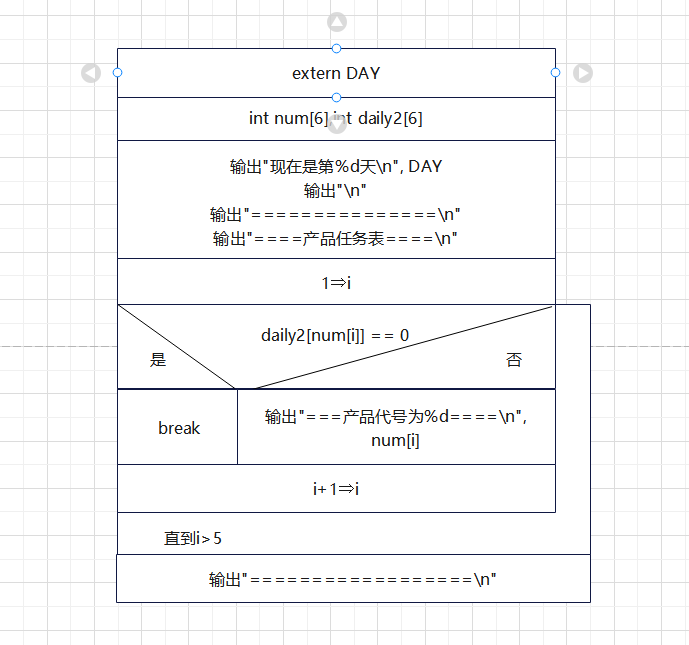 extern DAY
int num[6] int daily2[6]
输出"现在是第%d天\n", DAY
输出"\n"
输出"===============\n"
输出"====产品任务表====\n"
1⇒i
daily2[num[i]] == 0
是
否
break
输出"===产品代号为%d====\n",
num[i]
i+1⇒i
直到i>5
输出"==================\n"